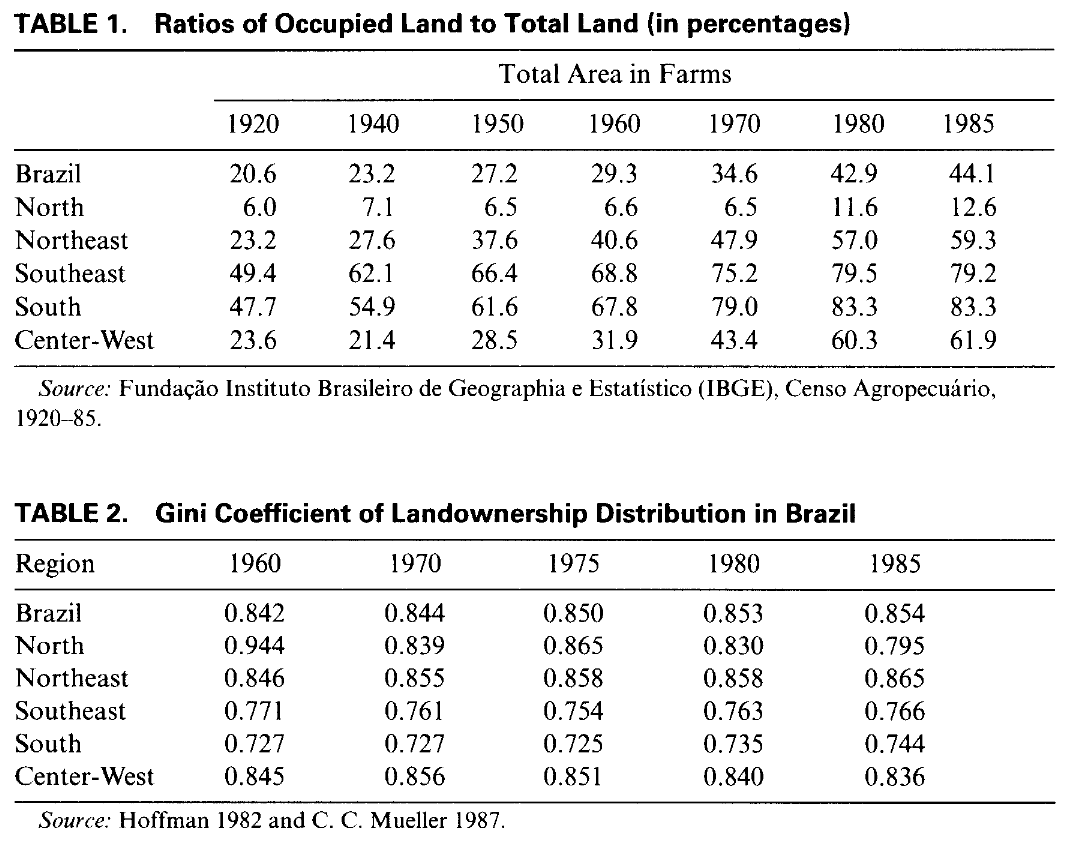 TABLE 1. Ratios of Occupied Land to Total Land (in percentages)
Total Area in Farms
1920 1940 1950 1960 1970 1980 1985
Brazil 20.6 23.2 27.2 29.3 34.6 42.9 44.1
North 6.0 7.1 6.5 6.6 6.5 11.6 12.6
Northeast 23.2 27.6 37.6 40.6 47.9 57.0 59.3
Southeast 49.4 62.1 66.4 68.8 75.2 79.5 79.2
South 47.7 54.9 61.6 67.8 79.0 83.3 83.3
Center-West 23.6 21.4 28.5 31.9 43.4 60.3 61.9
Source: Fundação Instituto Brasileiro de Geographia e Estatístico (IBGE), Censo Agropecuário,
1920–85.
TABLE 2. Gini Coefficient of Landownership Distribution in Brazil
Region 1960 1970 1975 1980 1985
Brazil 0.842 0.844 0.850 0.853 0.854
North 0.944 0.839 0.865 0.830 0.795
Northeast 0.846 0.855 0.858 0.858 0.865
Southeast 0.771 0.761 0.754 0.763 0.766
South 0.727 0.727 0.725 0.735 0.744
Center-West 0.845 0.856 0.851 0.840 0.836
Source: Hoffman 1982 and C. C. Mueller 1987.